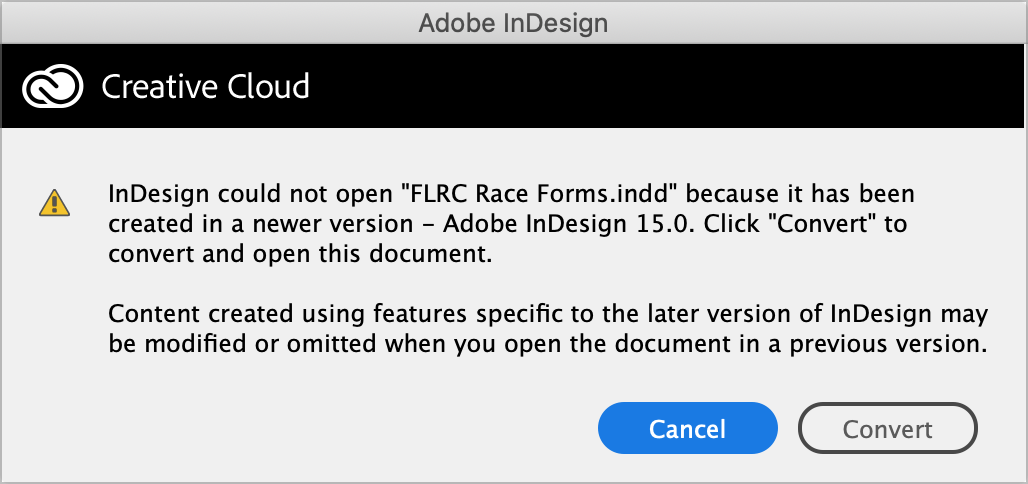 Adobe InDesign
Creative Cloud
InDesign could not open "FLRC Race Forms.indd" because it has been
created in a newer version – Adobe InDesign 15.0. Click "Convert" to
convert and open this document.
Content created using features specific to the later version of InDesign may
be modified or omitted when you open the document in a previous version.
Cancel
Convert